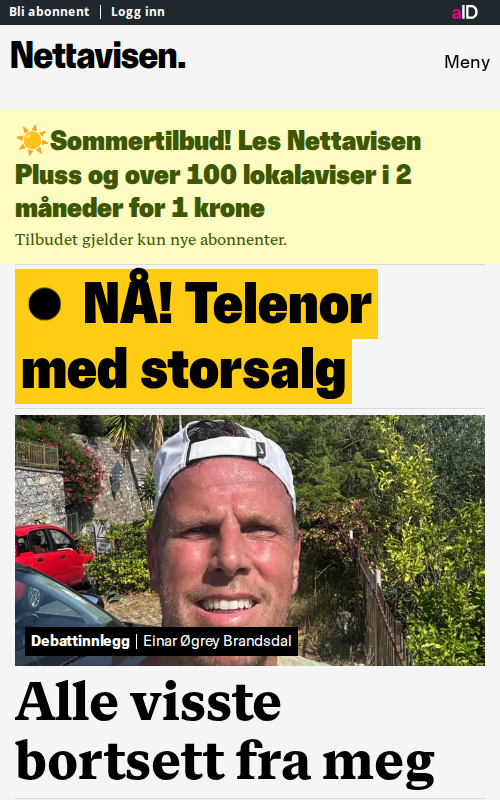 Bli abonnent | Logg inn
aID
Nettavisen.
Meny
☀️Sommertilbud! Les Nettavisen
Pluss og over 100 lokalaviser i 2
måneder for 1 krone
Tilbudet gjelder kun nye abonnenter.
● NÅ! Telenor
med storsalg
Debattinnlegg | Einar Øgrey Brandsdal
Alle visste
bortsett fra meg